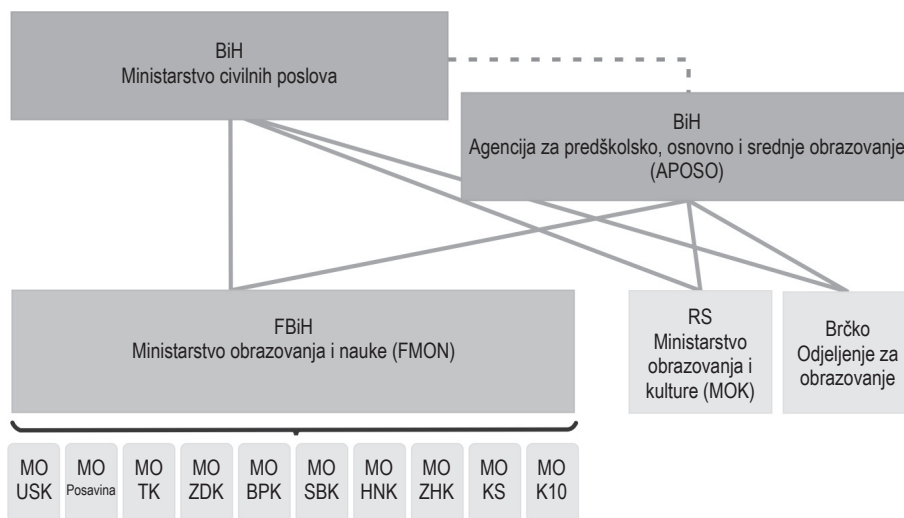 BiH
Ministarstvo civilnih poslova
BiH
Agencija za predškolsko, osnovno i srednje obrazovanje
(APOSO)
FBiH
Ministarstvo obrazovanja i nauke (FMON)
RS
Ministarstvo
obrazovanja i
kulture (MOK)
Brčko
Odjeljenje za
obrazovanje
MO
USK
MO
Posavina
MO
TK
MO
ZDK
MO
BPK
MO
SBK
MO
HNK
MO
ZHK
MO
KS
MO
K10